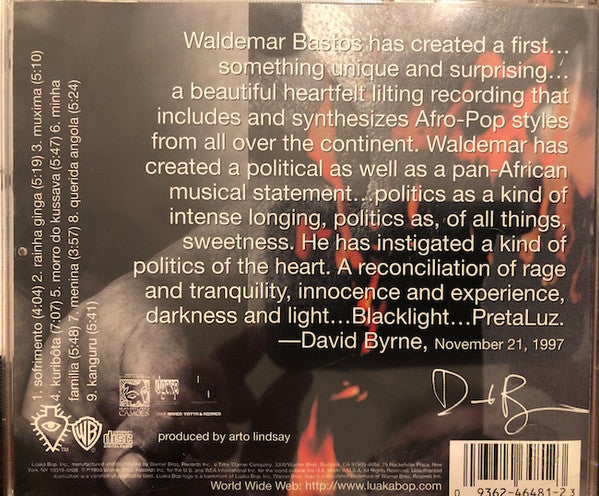 1. sofrimento (4:04) 2. rainha ginga (5:19) 3. muxima (5:10)
4. kuribôta (7:07) 5. morro do kussava (5:47) 6. minha
família (5:48) 7. menina (3:57) 8. querida angola (5:24)
9. kanguru (5:41)
Waldemar Bastos has created a first...
something unique and surprising...
a beautiful heartfelt lilting recording that
includes and synthesizes Afro-Pop styles
from all over the continent. Waldemar has
created a political as well as a pan-African
musical statement...politics as a kind of
intense longing, politics as, of all things,
sweetness. He has instigated a kind of
politics of the heart. A reconciliation of rage
and tranquility, innocence and experience,
darkness and light...Blacklight...PretaLuz.
—David Byrne, November 21, 1997
WB
disc
CAMÕES
produced by arto lindsay
World Wide Web: http://www.luakabop.com
0 9362-46481-2 3